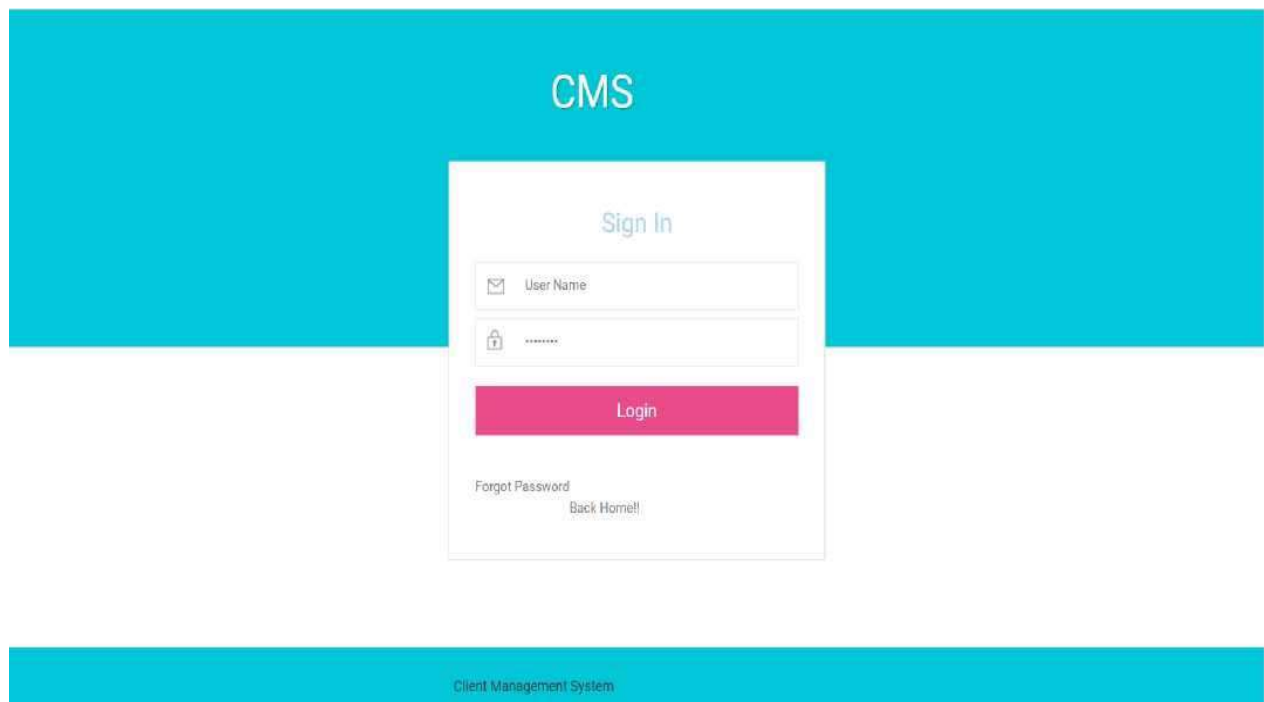 CMS
Sign In
User Name
••••••••
Login
Forgot Password
Back Home!!
Client Management System